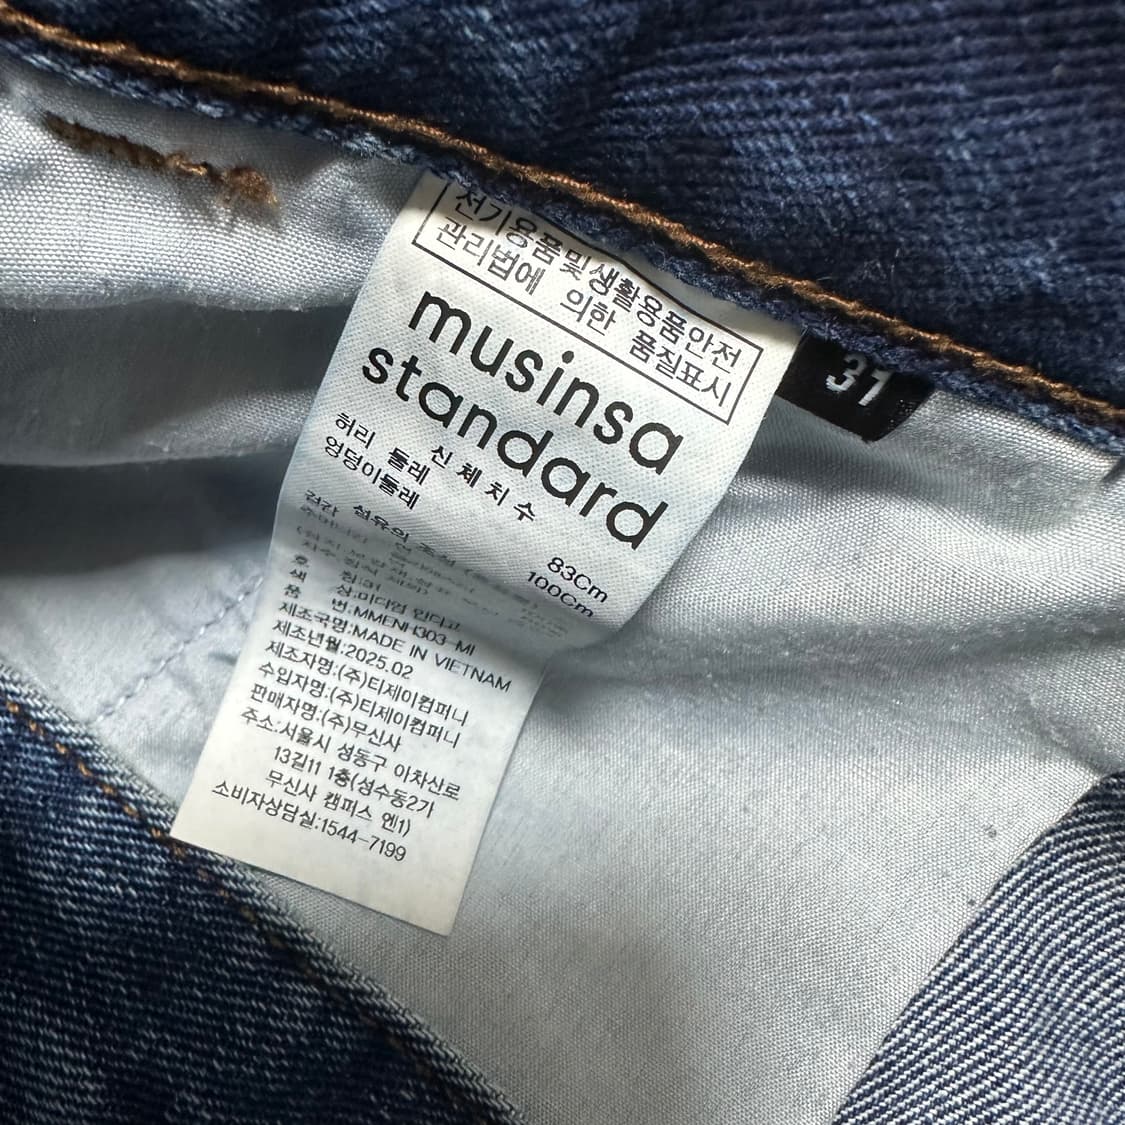 전기용품및생활용품안전
관리법에 의한 품질표시
musinsa
standard
신체치수
허리 둘레 83Cm
엉덩이둘레 100Cm
섬유의
호 칭:31
색 상:미디엄 인디고
품 번:MMENH303-MI
제조국명:MADE IN VIETNAM
제조년월:2025.02
제조자명:(주)티제이컴퍼니
수입자명:(주)티제이컴퍼니
판매자명:(주)무신사
주소:서울시 성동구 이차산로
13길11 1층(성수동2가
무신사 캠퍼스 엔1)
소비자상담실:1544-7199
31